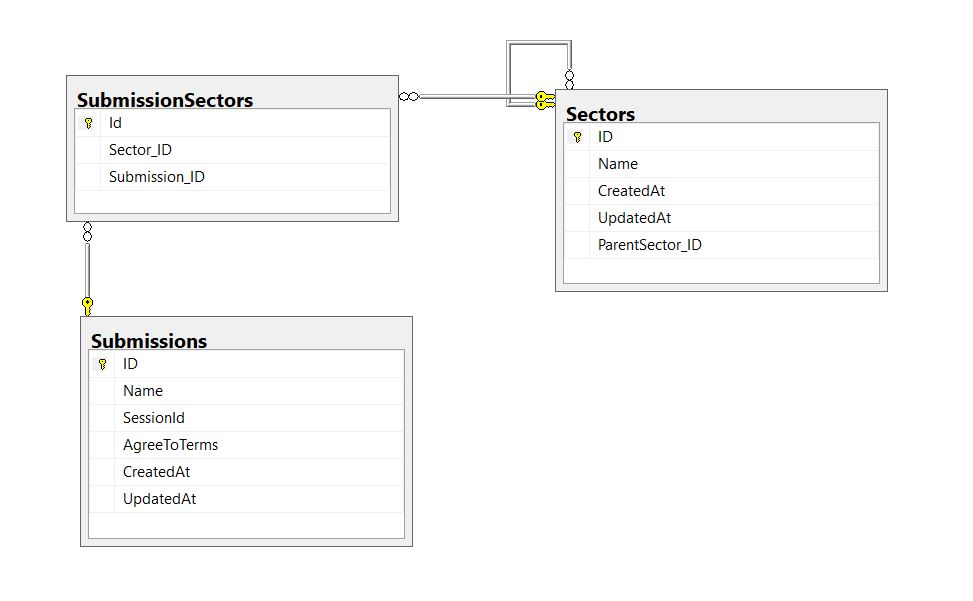 SubmissionSectors
Id
Sector_ID
Submission_ID
Sectors
ID
Name
CreatedAt
UpdatedAt
ParentSector_ID
Submissions
ID
Name
SessionId
AgreeToTerms
CreatedAt
UpdatedAt